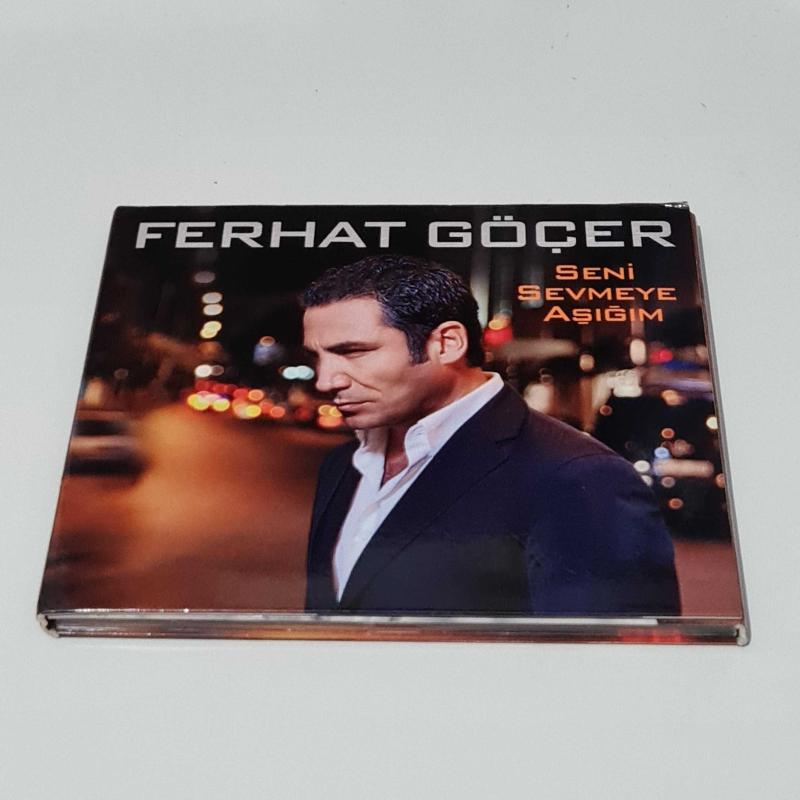 FERHAT GÖÇER
SENİ
SEVMEYE
AŞIĞIM